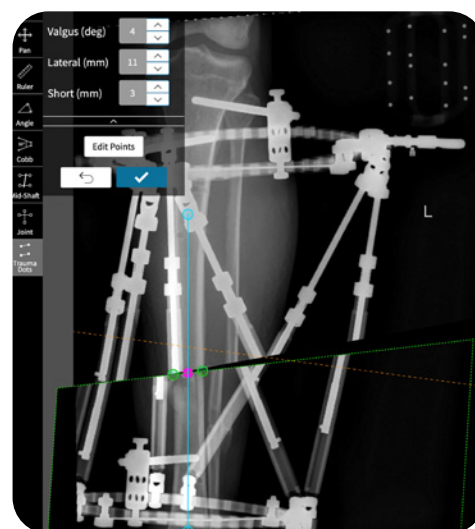 Valgus (deg) 4
Pan
Lateral (mm) 11
Ruler
Short (mm) 3
Angle
Cobb
Edit Points
Mid-Shaft
L
Joint
Trauma
Dots